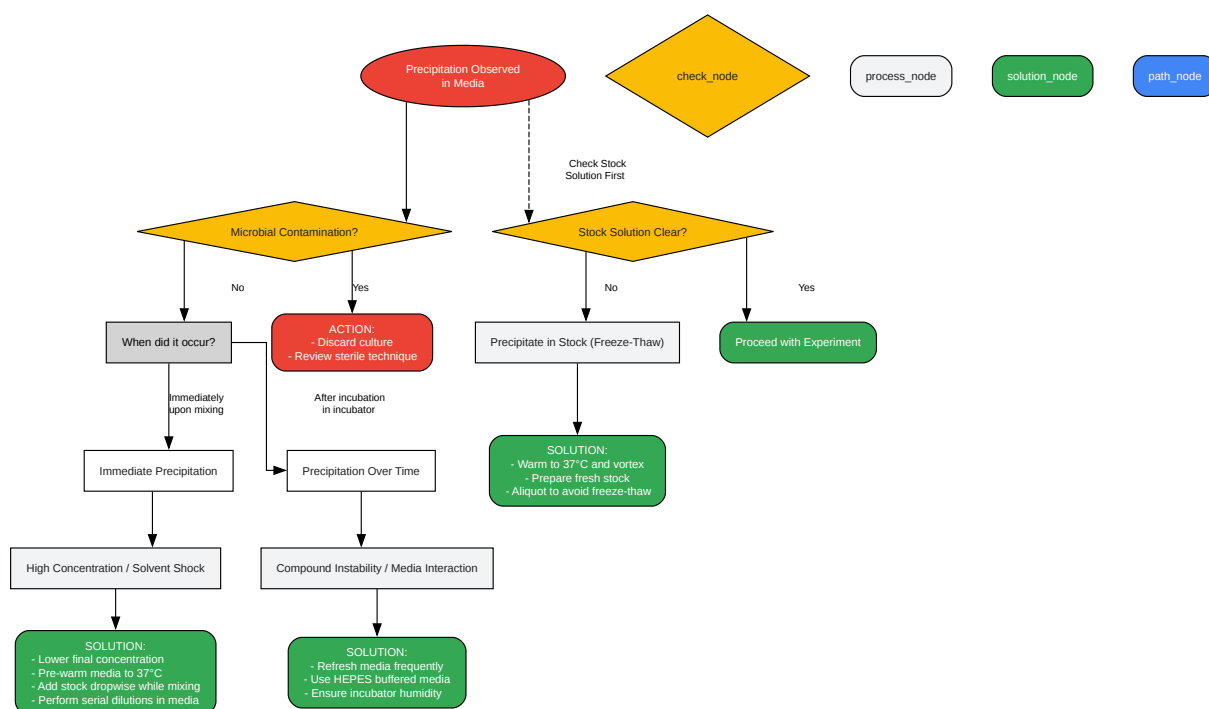 Precipitation Observed
in Media
check_node
process_node
solution_node
path_node
Check Stock
Solution First
Microbial Contamination?
Stock Solution Clear?
No
Yes
No
Yes
When did it occur?
ACTION:
- Discard culture
- Review sterile technique
Precipitate in Stock (Freeze-Thaw)
Proceed with Experiment
Immediately
upon mixing
After incubation
in incubator
Immediate Precipitation
Precipitation Over Time
SOLUTION:
- Warm to 37°C and vortex
- Prepare fresh stock
- Aliquot to avoid freeze-thaw
High Concentration / Solvent Shock
Compound Instability / Media Interaction
SOLUTION:
- Lower final concentration
- Pre-warm media to 37°C
- Add stock dropwise while mixing
- Perform serial dilutions in media
SOLUTION:
- Refresh media frequently
- Use HEPES buffered media
- Ensure incubator humidity